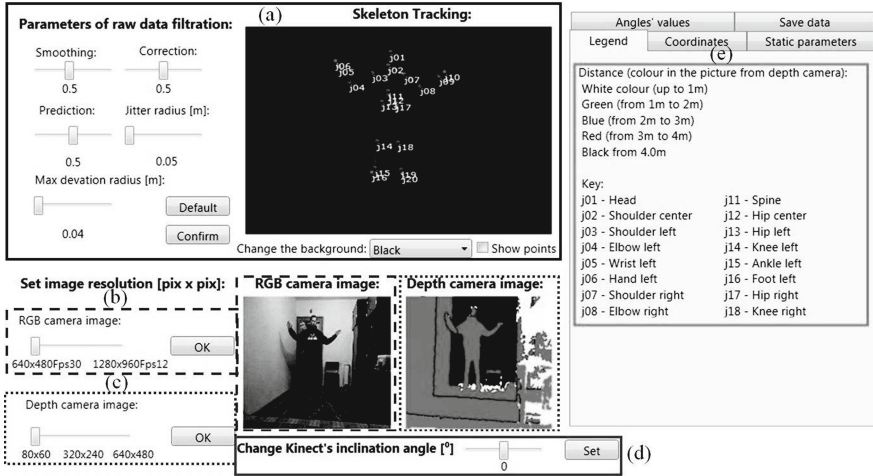 (a)
Parameters of raw data filtration:
Smoothing:
Correction:
0.5
0.5
Prediction:
Jitter radius [m]:
0.5
0.05
Max devation radius [m]:
0.04
Default
Confirm
Skeleton Tracking:
j01
j02
j03
j04
j05
j06
j07
j08
j09
j10
j11
j12
j13
j17
j14
j18
j15
j16
j19
j20
Change the background:
Black
Show points
Set image resolution [pix x pix]:
(b)
RGB camera image:
OK
640x480Fps30
1280x960Fps12
(c)
Depth camera image:
OK
80x60
320x240
640x480
RGB camera image:
Depth camera image:
Change Kinect's inclination angle [⁰]
0
Set
(d)
Angles' values
Save data
(e)
Legend
Coordinates
Static parameters
Distance (colour in the picture from depth camera):
White colour (up to 1m)
Green (from 1m to 2m)
Blue (from 2m to 3m)
Red (from 3m to 4m)
Black from 4.0m
Key:
j01 - Head
j02 - Shoulder center
j03 - Shoulder left
j04 - Elbow left
j05 - Wrist left
j06 - Hand left
j07 - Shoulder right
j08 - Elbow right
j11 - Spine
j12 - Hip center
j13 - Hip left
j14 - Knee left
j15 - Ankle left
j16 - Foot left
j17 - Hip right
j18 - Knee right